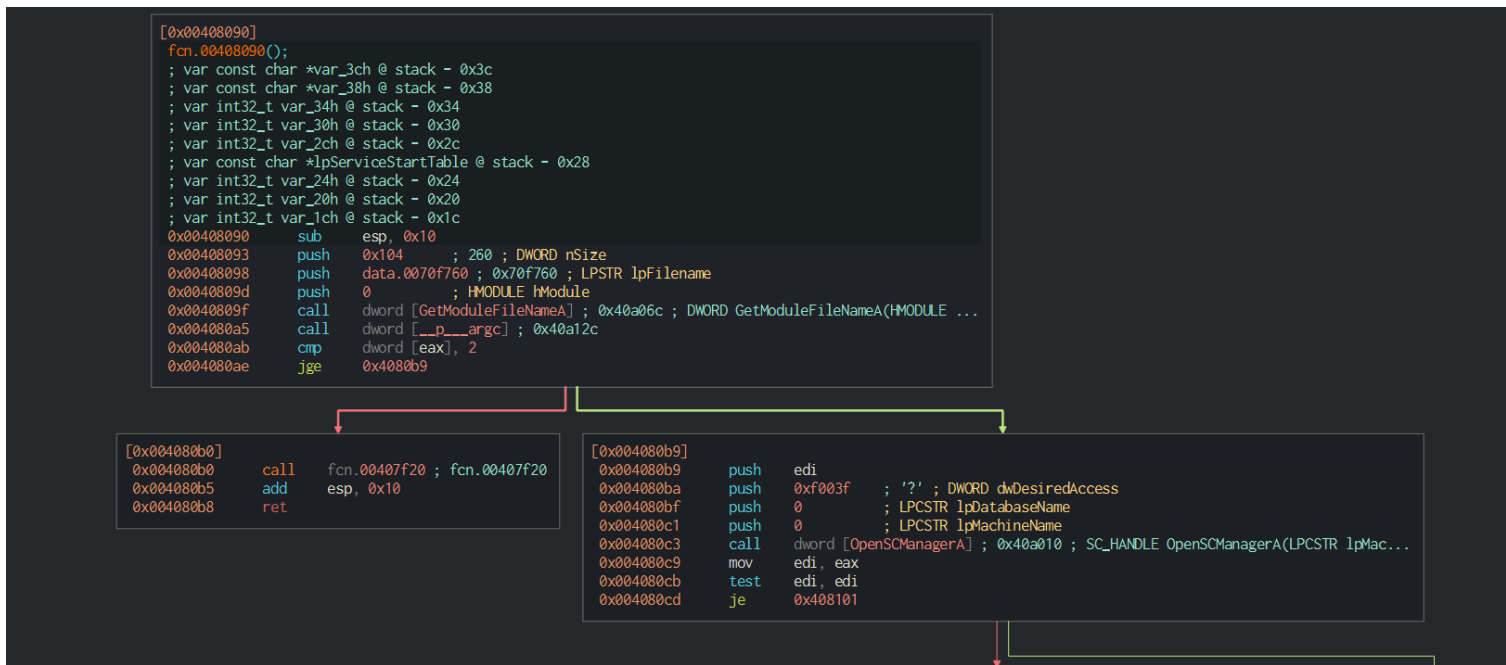 [0x00408090]
fcn.00408090();
; var const char *var_3ch @ stack - 0x3c
; var const char *var_38h @ stack - 0x38
; var int32_t var_34h @ stack - 0x34
; var int32_t var_30h @ stack - 0x30
; var int32_t var_2ch @ stack - 0x2c
; var const char *lpServiceStartTable @ stack - 0x28
; var int32_t var_24h @ stack - 0x24
; var int32_t var_20h @ stack - 0x20
; var int32_t var_1ch @ stack - 0x1c
0x00408090 sub esp, 0x10
0x00408093 push 0x104 ; 260 ; DWORD nSize
0x00408098 push data.0070f760 ; 0x70f760 ; LPSTR lpFilename
0x0040809d push 0 ; HMODULE hModule
0x0040809f call dword [GetModuleFileNameA] ; 0x40a06c ; DWORD GetModuleFileNameA(HMODULE ...
0x004080a5 call dword [__p___argc] ; 0x40a12c
0x004080ab cmp dword [eax], 2
0x004080ae jge 0x4080b9
[0x004080b0]
0x004080b0 call fcn.00407f20 ; fcn.00407f20
0x004080b5 add esp, 0x10
0x004080b8 ret
[0x004080b9]
0x004080b9 push edi
0x004080ba push 0xf003f ; '?' ; DWORD dwDesiredAccess
0x004080bf push 0 ; LPCSTR lpDatabaseName
0x004080c1 push 0 ; LPCSTR lpMachineName
0x004080c3 call dword [OpenSCManagerA] ; 0x40a010 ; SC_HANDLE OpenSCManagerA(LPCSTR lpMac...
0x004080c9 mov edi, eax
0x004080cb test edi, edi
0x004080cd je 0x408101